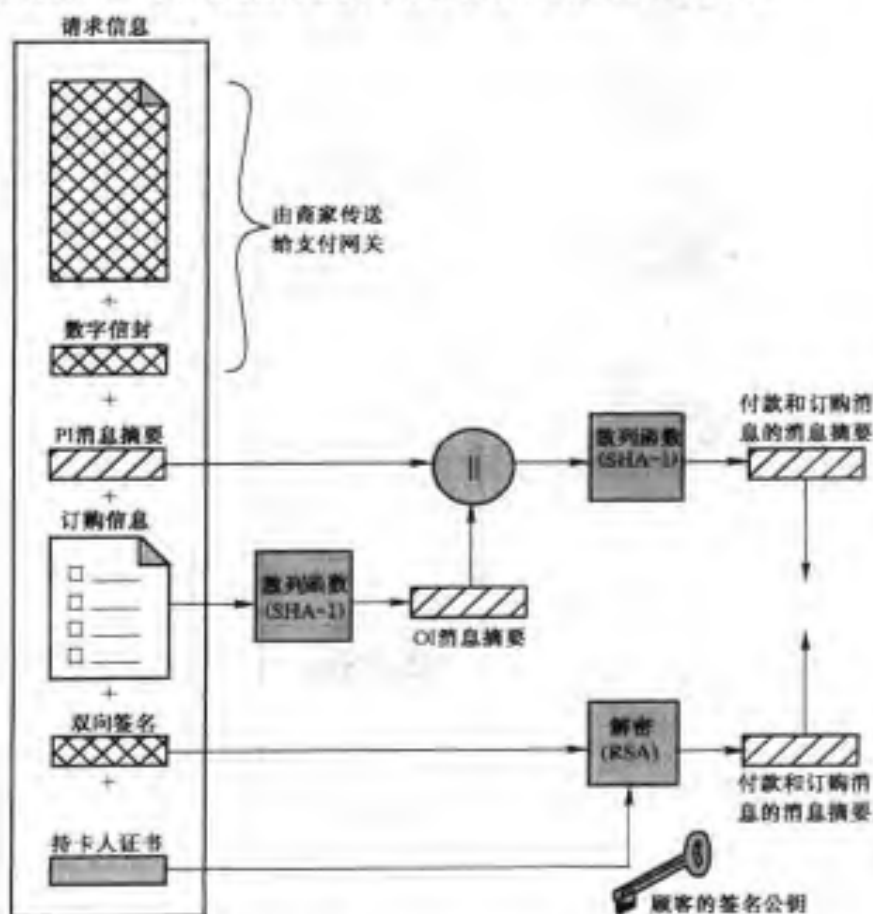 请求信息
由商家传送
给支付网关
+
数字信封
+
PI消息摘要
+
订购信息
||
散列函数
(SHA-1)
付款和订购消
息的消息摘要
散列函数
(SHA-1)
OI消息摘要
+
双向签名
+
解密
(RSA)
付款和订购消
息的消息摘要
持卡人证书
顾客的签名公钥